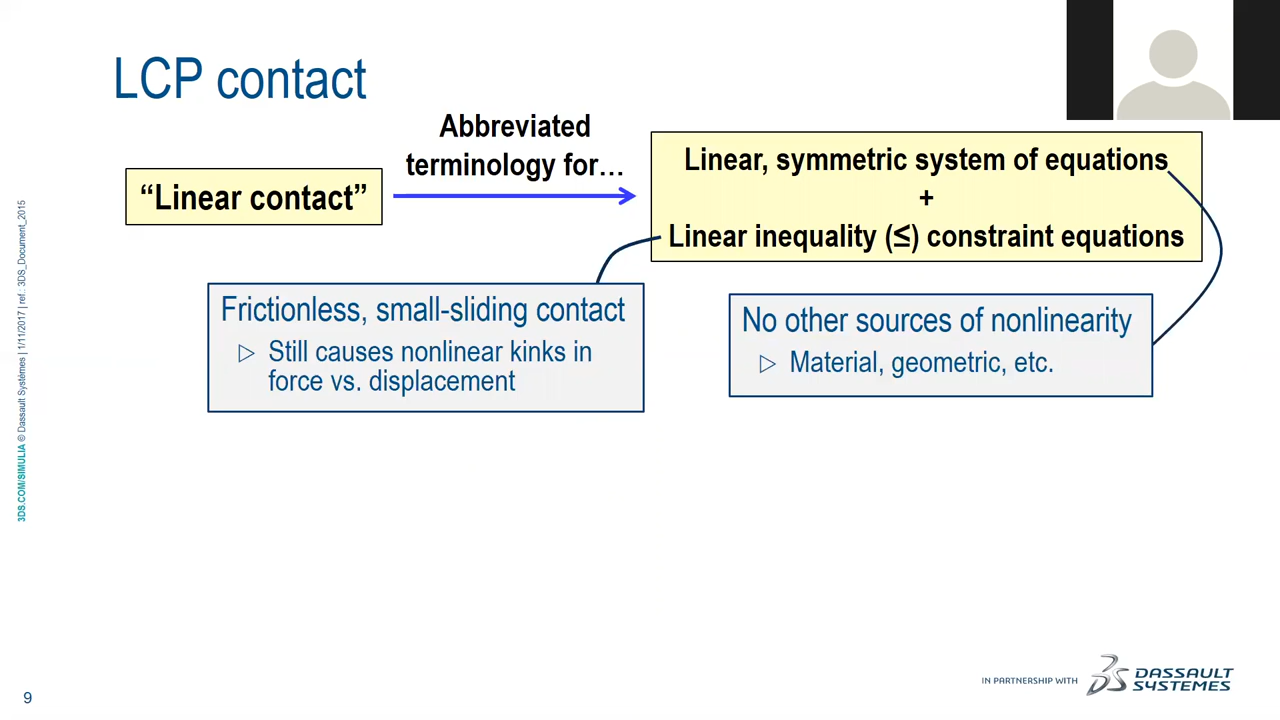 LCP contact
Abbreviated
terminology for…
“Linear contact”
Linear, symmetric system of equations
+
Linear inequality (≤) constraint equations
Frictionless, small-sliding contact
Still causes nonlinear kinks in
force vs. displacement
No other sources of nonlinearity
Material, geometric, etc.
3DS.COM/SIMULIA © Dassault Systèmes | 1/11/2017 | ref.: 3DS_Document_2015
9
IN PARTNERSHIP WITH
DASSAULT
SYSTEMES